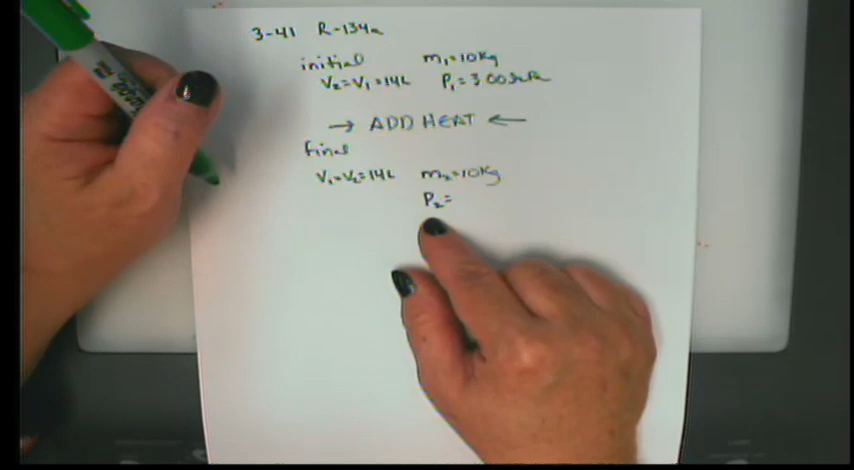 3-41 R-134a
initial m₁=10Kg
V₂=V₁=14L P₁=300kPa
→ ADD HEAT ←
final
V₁=V₂=14L m₂=10Kg
P₂=